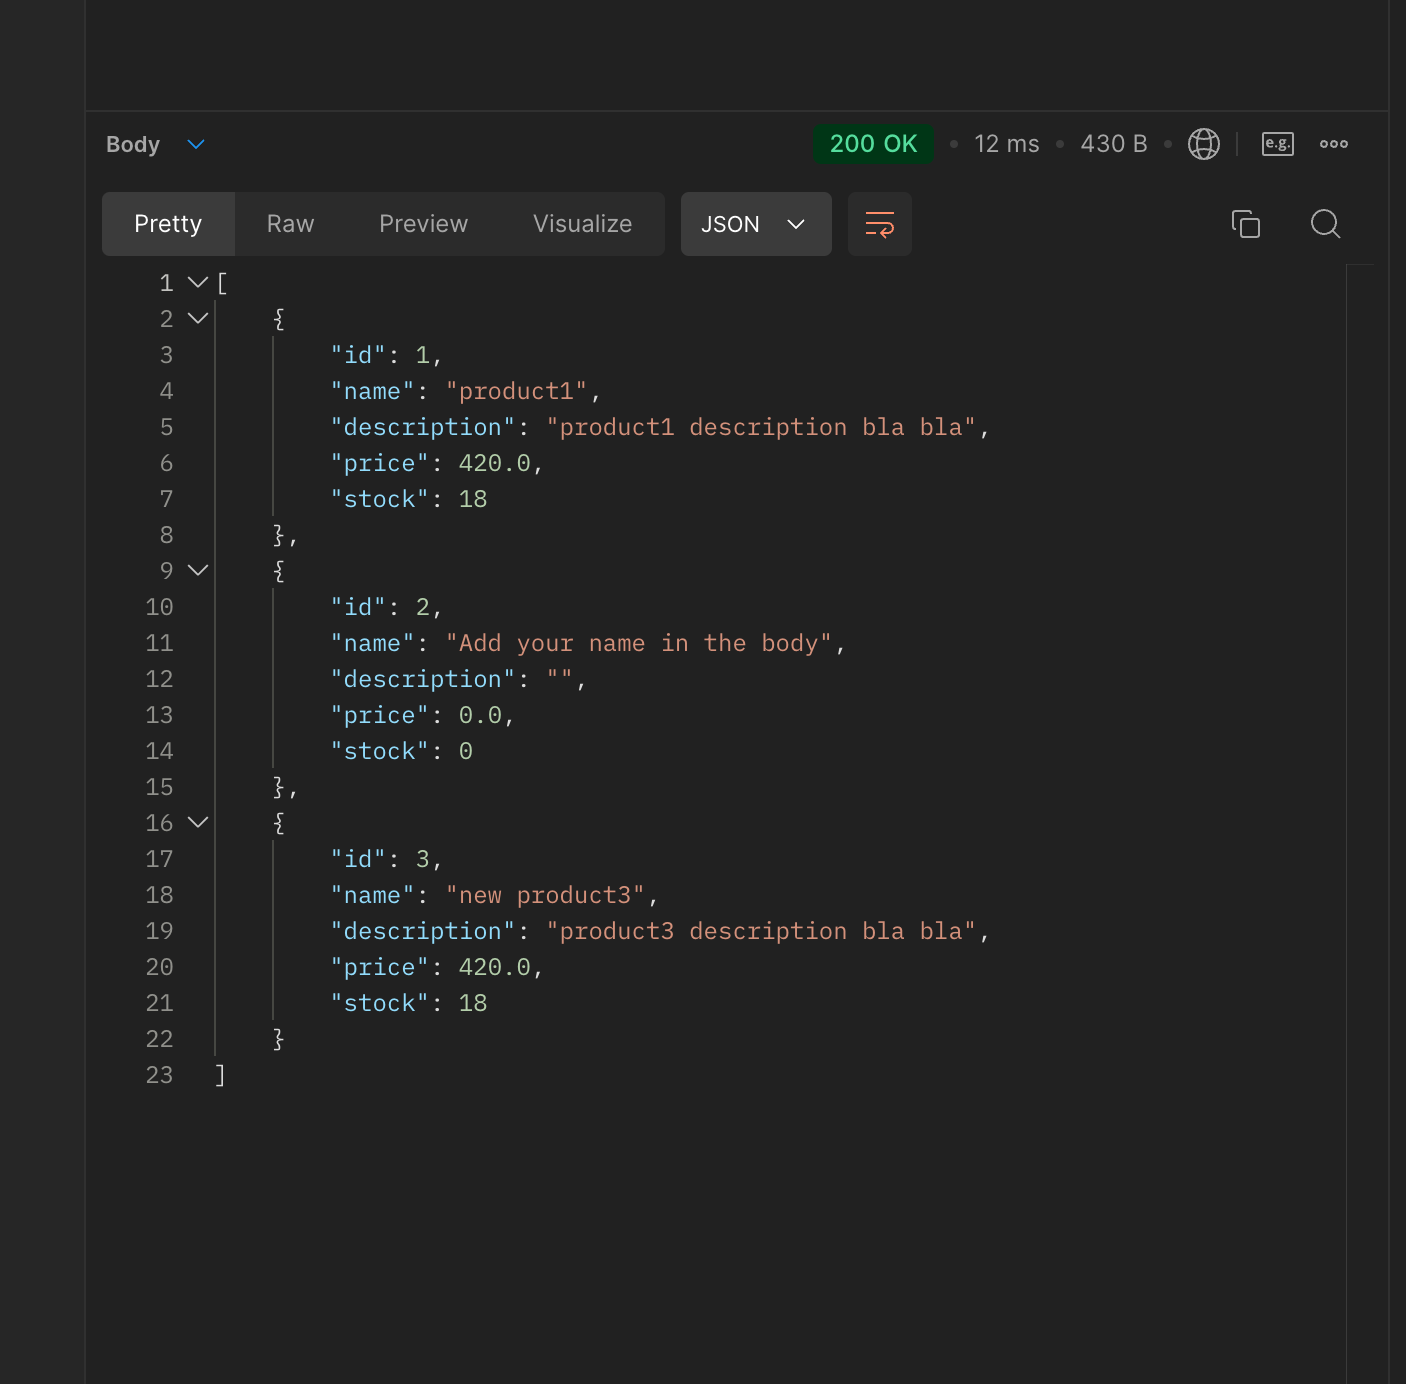 Body 200 OK • 12 ms • 430 B • e.g.
Pretty Raw Preview Visualize JSON
1 [
2 {
3 "id": 1,
4 "name": "product1",
5 "description": "product1 description bla bla",
6 "price": 420.0,
7 "stock": 18
8 },
9 {
10 "id": 2,
11 "name": "Add your name in the body",
12 "description": "",
13 "price": 0.0,
14 "stock": 0
15 },
16 {
17 "id": 3,
18 "name": "new product3",
19 "description": "product3 description bla bla",
20 "price": 420.0,
21 "stock": 18
22 }
23 ]